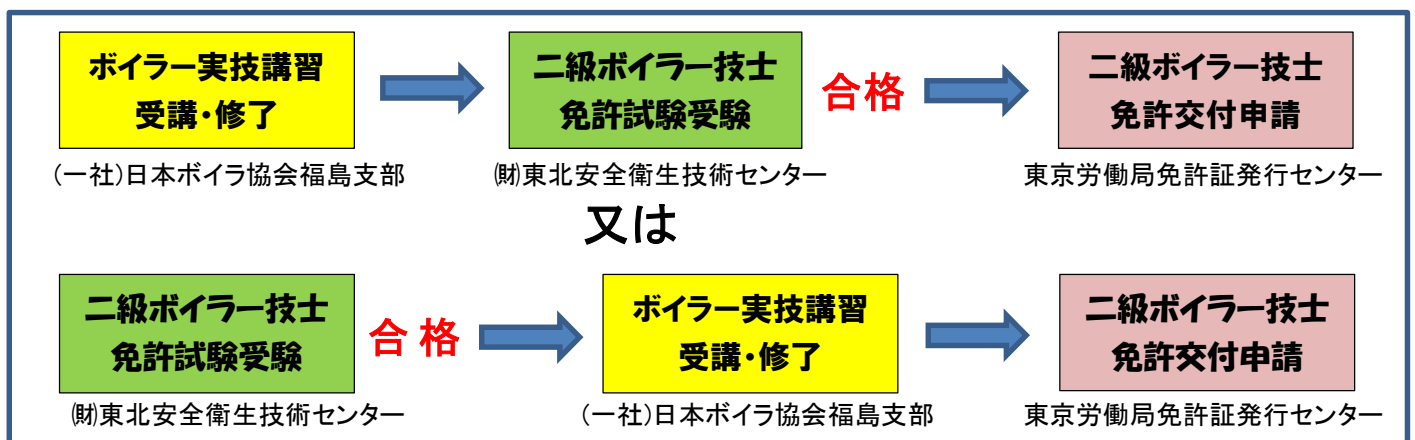 ボイラー実技講習
受講・修了
二級ボイラー技士
免許試験受験
合格
二級ボイラー技士
免許交付申請
(一社)日本ボイラ協会福島支部
㈶東北安全衛生技術センター
東京労働局免許証発行センター
又は
二級ボイラー技士
免許試験受験
合 格
ボイラー実技講習
受講・修了
二級ボイラー技士
免許交付申請
㈶東北安全衛生技術センター
(一社)日本ボイラ協会福島支部
東京労働局免許証発行センター